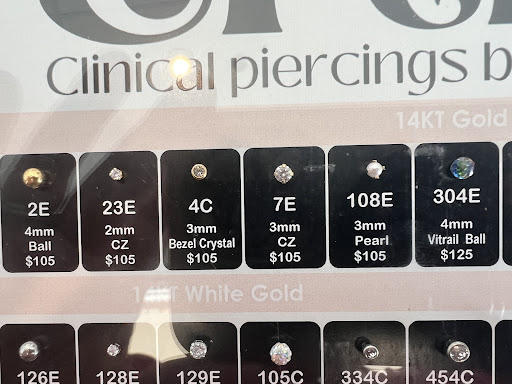 Clinical piercings b
14KT Gold
2E
4mm
Ball
$105
23E
2mm
CZ
$105
4C
3mm
Bezel Crystal
$105
7E
3mm
CZ
$105
108E
3mm
Pearl
$105
304E
4mm
Vitrail Ball
$125
14KT White Gold
126E
128E
129E
105C
334C
454C